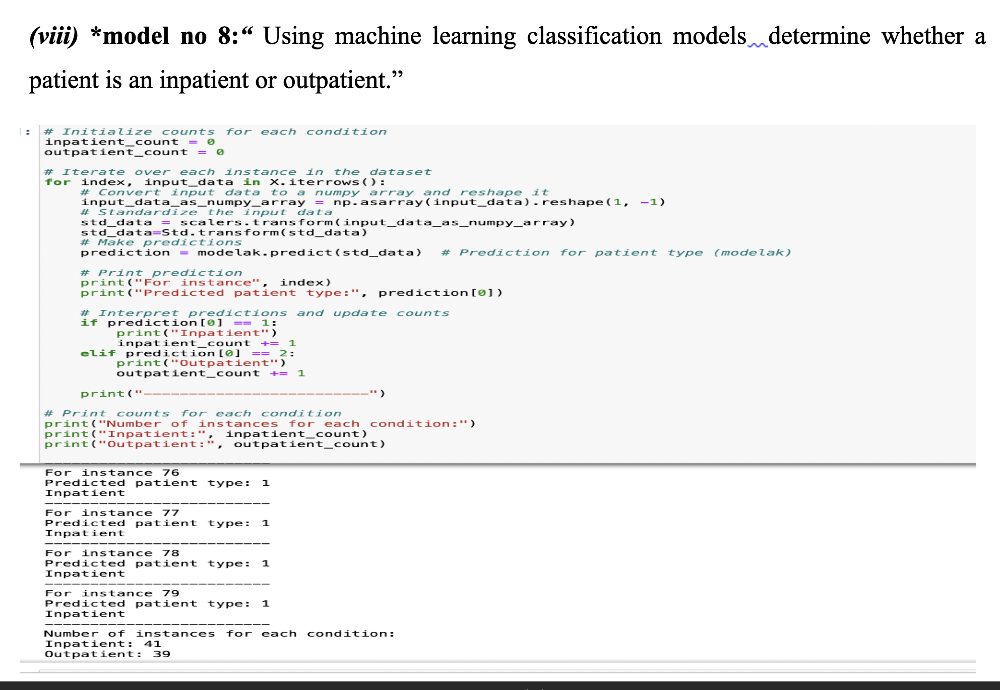 (viii) *model no 8:“ Using machine learning classification models determine whether a
patient is an inpatient or outpatient.”
:
# Initialize counts for each condition
inpatient_count = 0
outpatient_count = 0
# Iterate over each instance in the dataset
for index, input_data in X.iterrows():
    # Convert input data to a numpy array and reshape it
    input_data_as_numpy_array = np.asarray(input_data).reshape(1, -1)
    # Standardize the input data
    std_data = scalers.transform(input_data_as_numpy_array)
    std_data=Std.transform(std_data)
    # Make predictions
    prediction = modelak.predict(std_data)  # Prediction for patient type (modelak)
    # Print prediction
    print("For instance", index)
    print("Predicted patient type:", prediction[0])
    # Interpret predictions and update counts
    if prediction[0] == 1:
        print("Inpatient")
        inpatient_count += 1
    elif prediction[0] == 2:
        print("Outpatient")
        outpatient_count += 1
    print("-------------------------")
# Print counts for each condition
print("Number of instances for each condition:")
print("Inpatient:", inpatient_count)
print("Outpatient:", outpatient_count)
-------------------------
For instance 76
Predicted patient type: 1
Inpatient
-------------------------
For instance 77
Predicted patient type: 1
Inpatient
-------------------------
For instance 78
Predicted patient type: 1
Inpatient
-------------------------
For instance 79
Predicted patient type: 1
Inpatient
-------------------------
Number of instances for each condition:
Inpatient: 41
Outpatient: 39